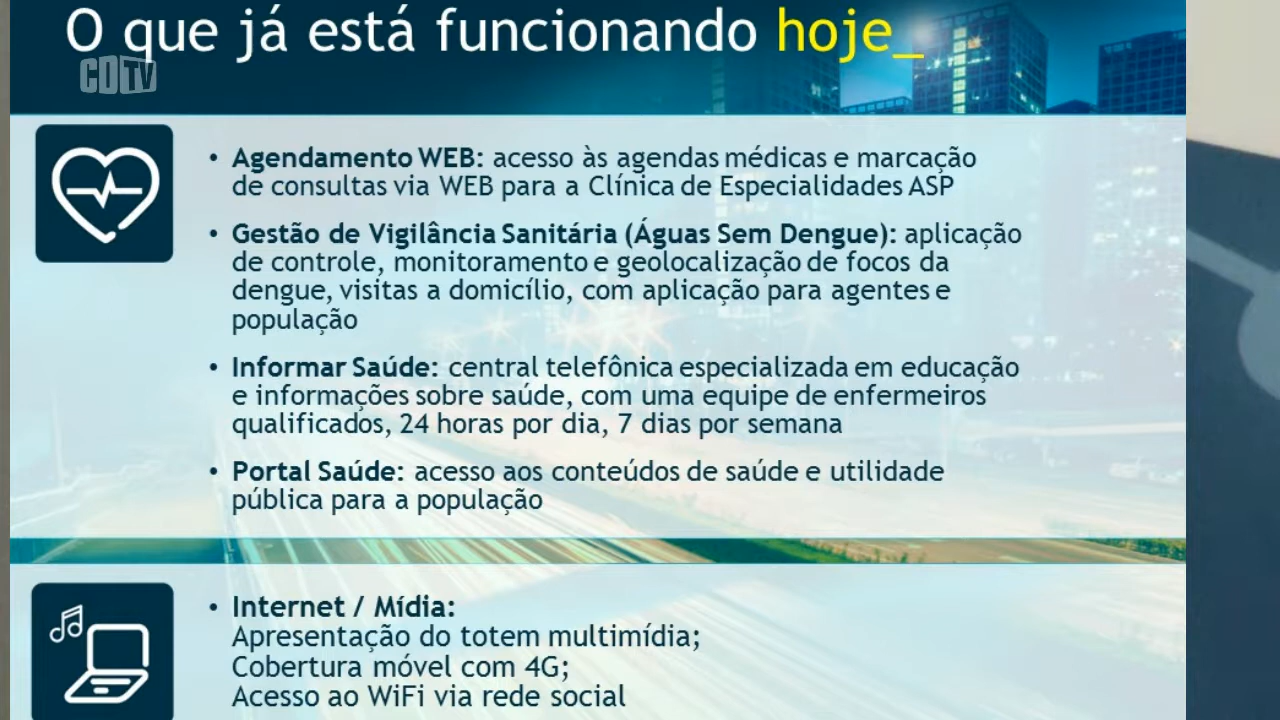 O que já está funcionando hoje_
CDTV
• Agendamento WEB: acesso às agendas médicas e marcação
de consultas via WEB para a Clínica de Especialidades ASP
• Gestão de Vigilância Sanitária (Águas Sem Dengue): aplicação
de controle, monitoramento e geolocalização de focos da
dengue, visitas a domicílio, com aplicação para agentes e
população
• Informar Saúde: central telefônica especializada em educação
e informações sobre saúde, com uma equipe de enfermeiros
qualificados, 24 horas por dia, 7 dias por semana
• Portal Saúde: acesso aos conteúdos de saúde e utilidade
pública para a população
• Internet / Mídia:
Apresentação do totem multimídia;
Cobertura móvel com 4G;
Acesso ao WiFi via rede social